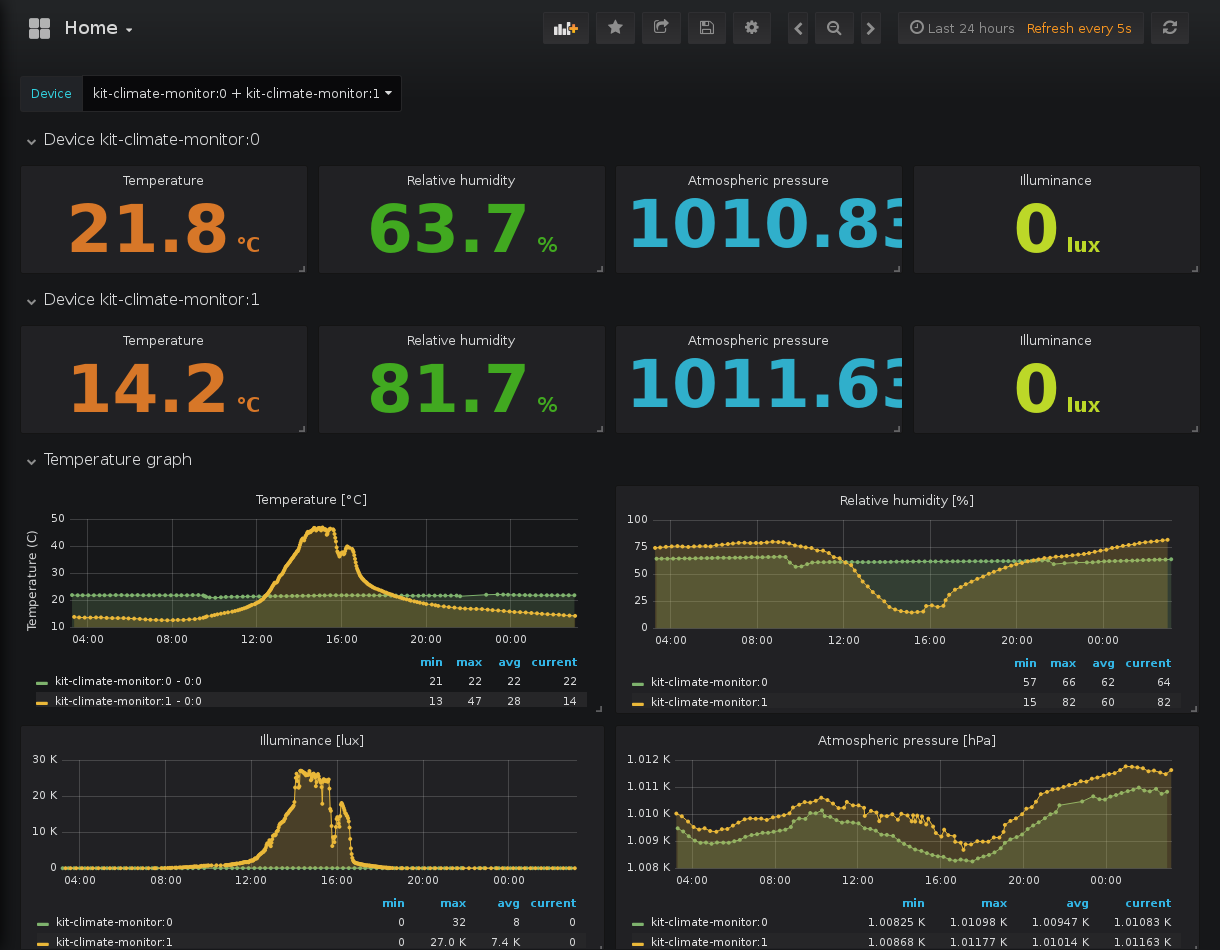 Home
Last 24 hours Refresh every 5s
Device kit-climate-monitor:0 + kit-climate-monitor:1
Device kit-climate-monitor:0
Temperature Relative humidity Atmospheric pressure Illuminance
21.8 °C 63.7 % 1010.83 0 lux
Device kit-climate-monitor:1
Temperature Relative humidity Atmospheric pressure Illuminance
14.2 °C 81.7 % 1011.63 0 lux
Temperature graph
Temperature [°C]
Temperature (C)
50
40
30
20
10
04:00 08:00 12:00 16:00 20:00 00:00
min max avg current
kit-climate-monitor:0 - 0:0 21 22 22 22
kit-climate-monitor:1 - 0:0 13 47 28 14
Relative humidity [%]
100
75
50
25
0
04:00 08:00 12:00 16:00 20:00 00:00
min max avg current
kit-climate-monitor:0 57 66 62 64
kit-climate-monitor:1 15 82 60 82
Illuminance [lux]
30 K
20 K
10 K
0
04:00 08:00 12:00 16:00 20:00 00:00
min max avg current
kit-climate-monitor:0 0 32 8 0
kit-climate-monitor:1 0 27.0 K 7.4 K 0
Atmospheric pressure [hPa]
1.012 K
1.011 K
1.010 K
1.009 K
1.008 K
04:00 08:00 12:00 16:00 20:00 00:00
min max avg current
kit-climate-monitor:0 1.00825 K 1.01098 K 1.00947 K 1.01083 K
kit-climate-monitor:1 1.00868 K 1.01177 K 1.01014 K 1.01163 K